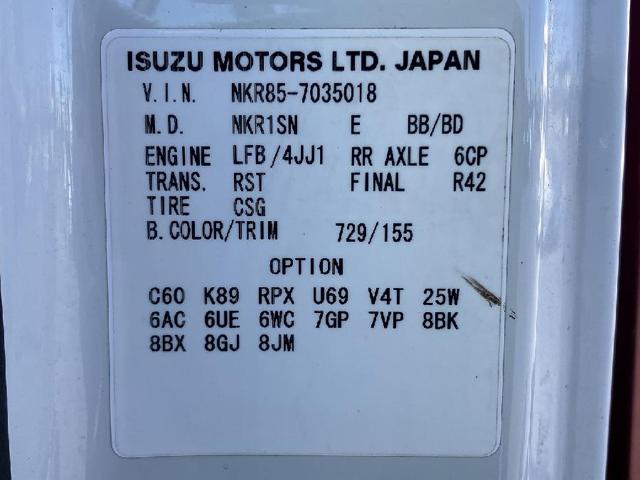 ISUZU MOTORS LTD. JAPAN
V.I.N. NKR85-7035018
M.D. NKR1SN E BB/BD
ENGINE LFB/4JJ1 RR AXLE 6CP
TRANS. RST FINAL R42
TIRE CSG
B.COLOR/TRIM 729/155
OPTION
C60 K89 RPX U69 V4T 25W
6AC 6UE 6WC 7GP 7VP 8BK
8BX 8GJ 8JM